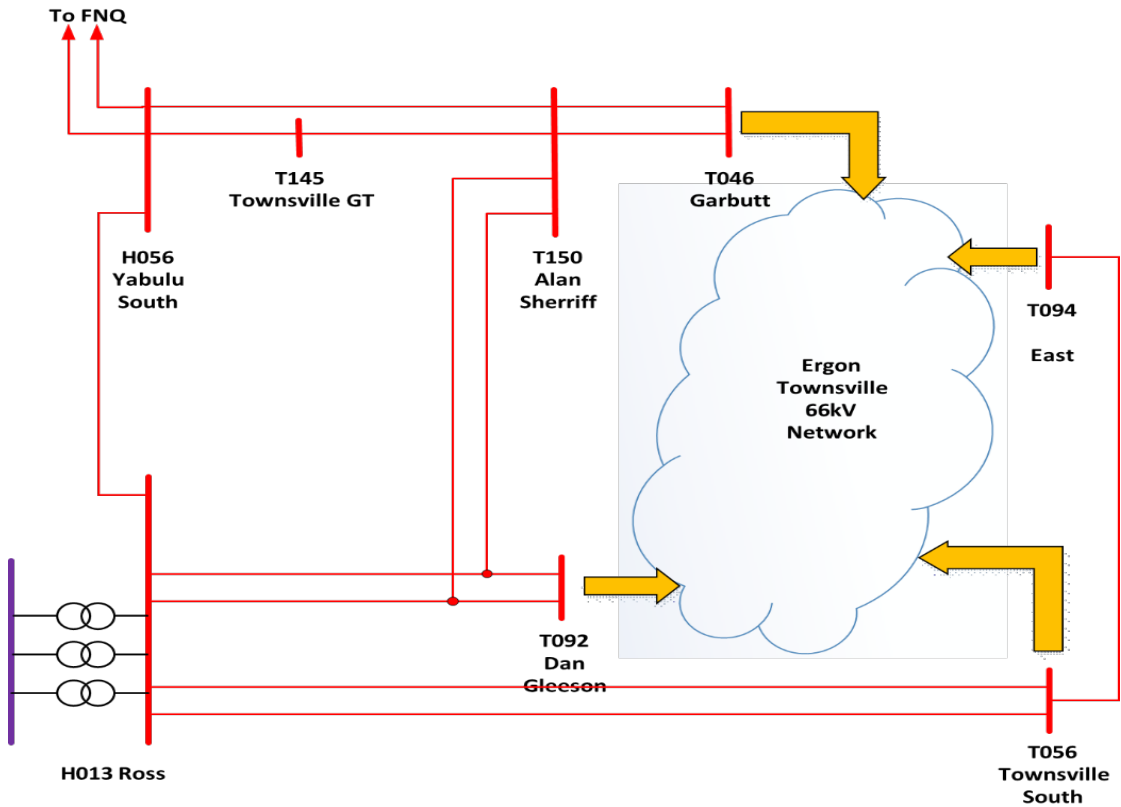 To FNQ
T145
Townsville GT
T046
Garbutt
H056
Yabulu
South
T150
Alan
Sherriff
T094
East
Ergon
Townsville
66kV
Network
T092
Dan
Gleeson
H013 Ross
T056
Townsville
South